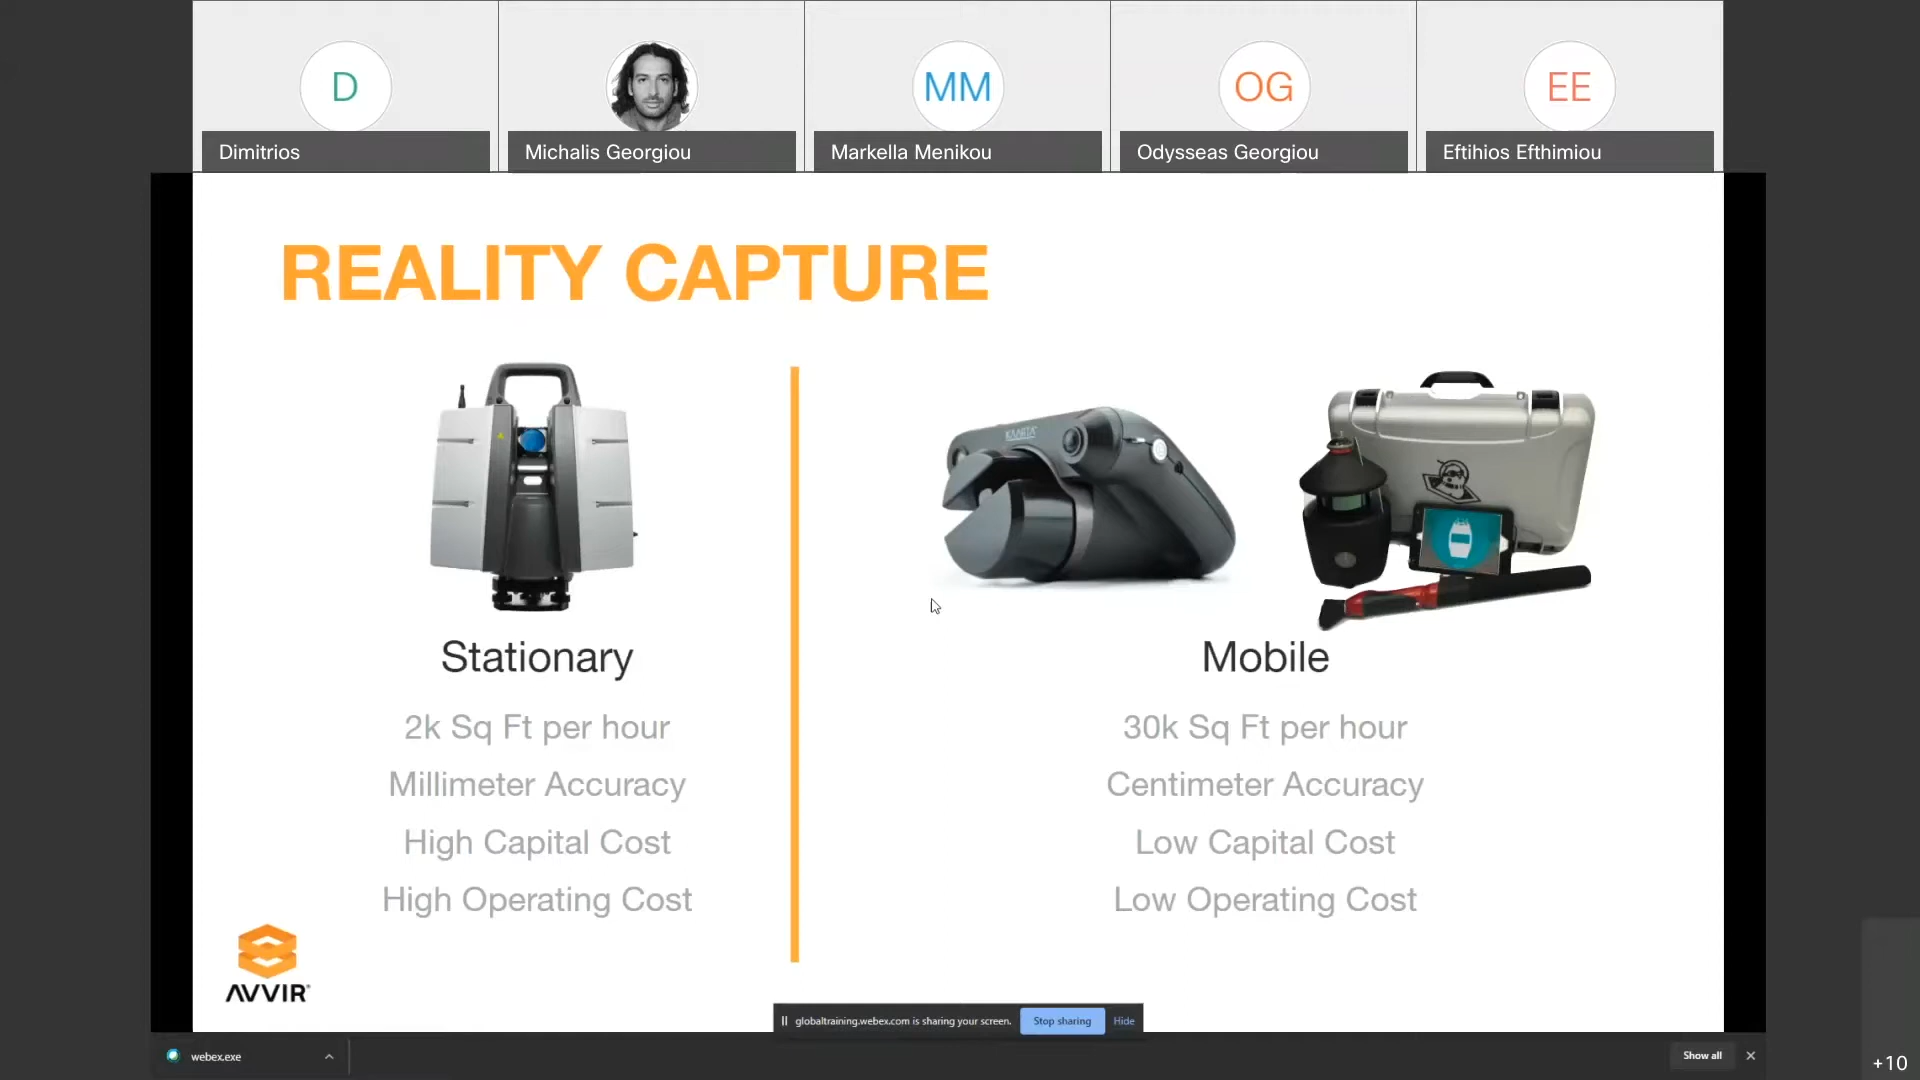 D
MM
OG
EE
Dimitrios
Michalis Georgiou
Markella Menikou
Odysseas Georgiou
Eftihios Efthimiou
REALITY CAPTURE
KAARTA
Stationary
2k Sq Ft per hour
Millimeter Accuracy
High Capital Cost
High Operating Cost
Mobile
30k Sq Ft per hour
Centimeter Accuracy
Low Capital Cost
Low Operating Cost
AVVIR
globaltraining.webex.com is sharing your screen.
Stop sharing
Hide
webex.exe
Show all
+10